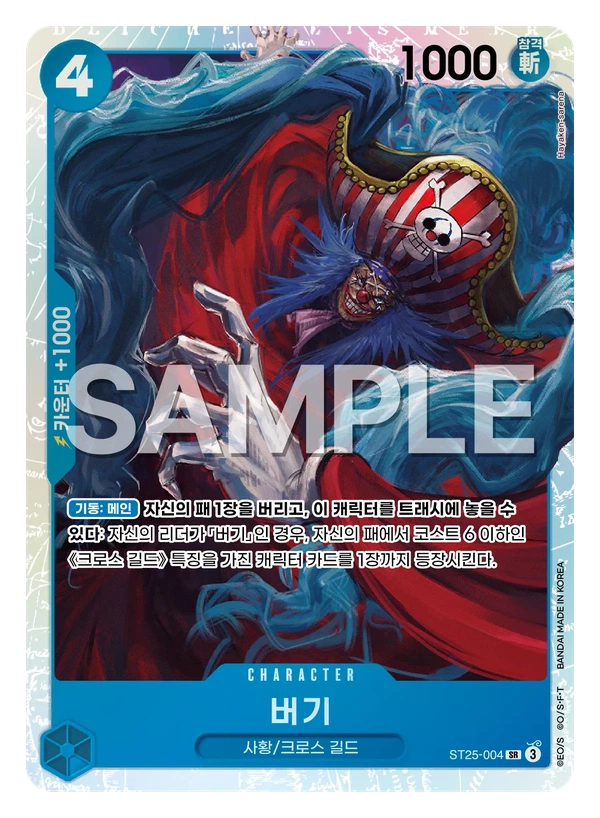 4
1000
참격
斬
Hayaken-sarena
카운터 +1000
SAMPLE
기동: 메인 자신의 패 1장을 버리고, 이 캐릭터를 트래시에 놓을 수
있다: 자신의 리더가 「버기」인 경우, 자신의 패에서 코스트 6 이하인
《크로스 길드》 특징을 가진 캐릭터 카드를 1장까지 등장시킨다.
©EO/S ©O/S·F·T BANDAI MADE IN KOREA
CHARACTER
버기
사황/크로스 길드
ST25-004 SR 3